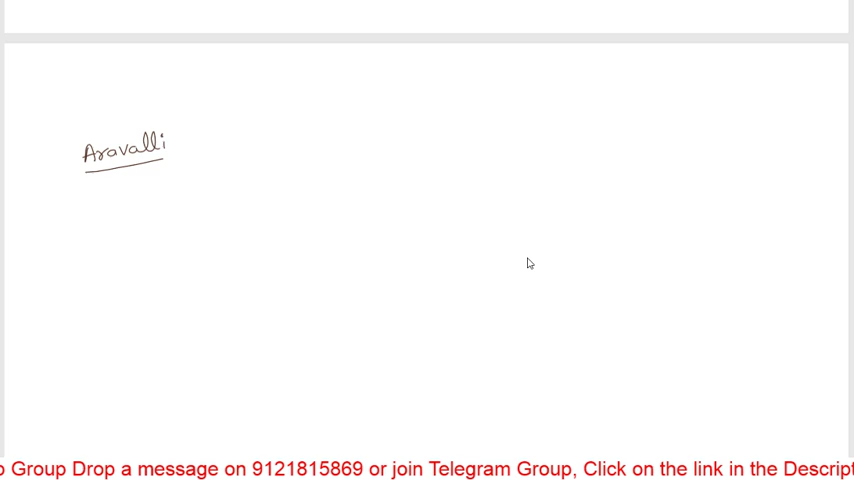 Aravalli
Group Drop a message on 9121815869 or join Telegram Group, Click on the link in the Descript